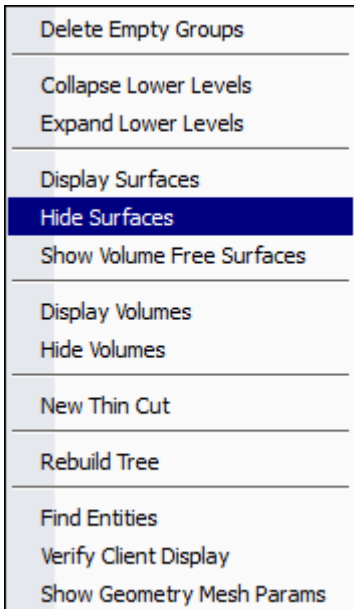 Delete Empty Groups
Collapse Lower Levels
Expand Lower Levels
Display Surfaces
Hide Surfaces
Show Volume Free Surfaces
Display Volumes
Hide Volumes
New Thin Cut
Rebuild Tree
Find Entities
Verify Client Display
Show Geometry Mesh Params